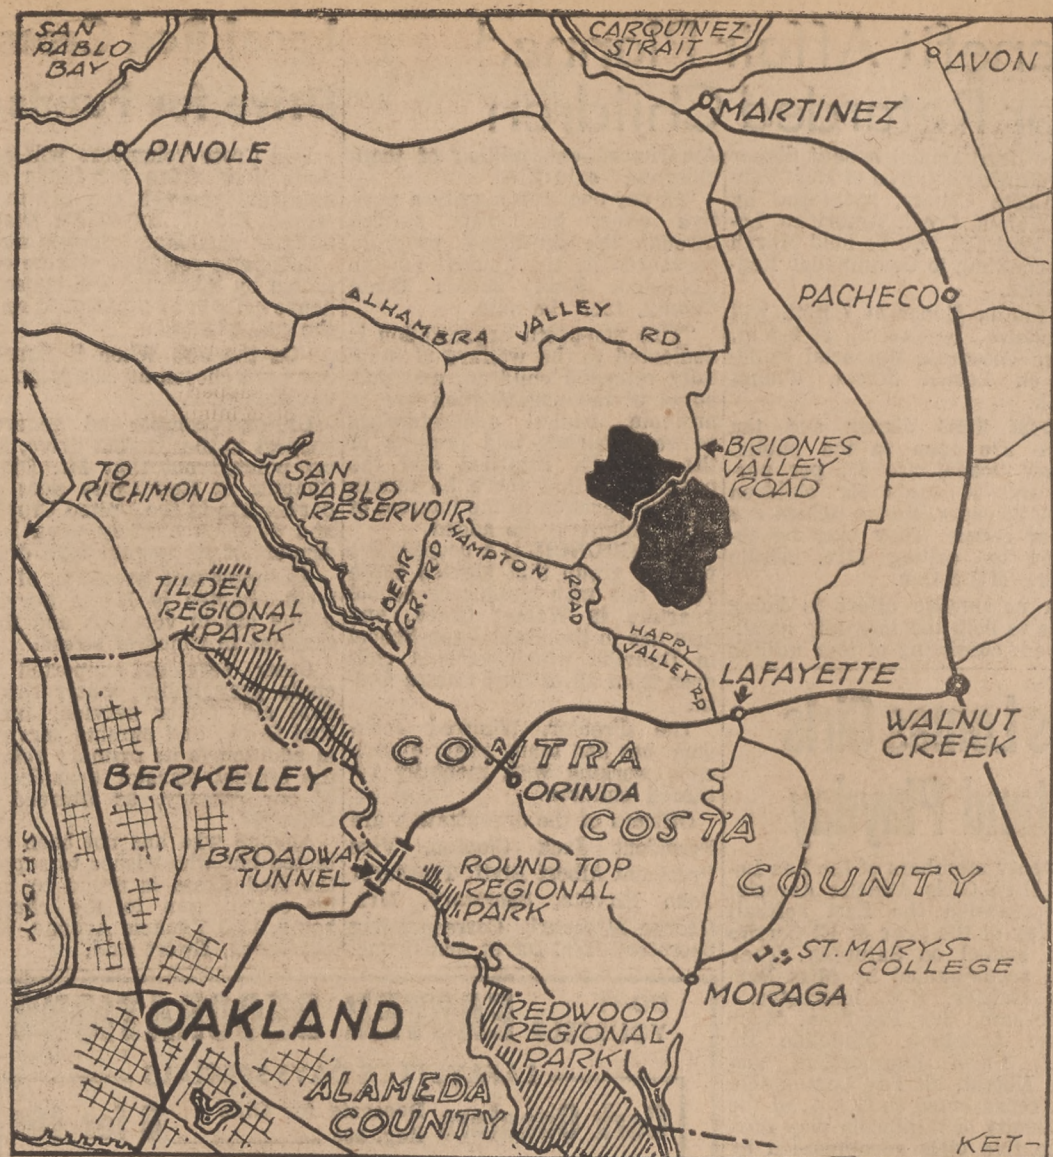 SAN
PABLO
BAY
CARQUINEZ
STRAIT
AVON
MARTINEZ
PINOLE
PACHECO
ALHAMBRA VALLEY RD.
BRIONES
VALLEY
ROAD
TO
RICHMOND
SAN
PABLO
RESERVOIR
BEAR
CR. RD
HAMPTON
ROAD
TILDEN
REGIONAL
PARK
HAPPY
VALLEY RD
LAFAYETTE
WALNUT
CREEK
CONTRA
COSTA
COUNTY
BERKELEY
ORINDA
S.F. BAY
BROADWAY
TUNNEL
ROUND TOP
REGIONAL
PARK
ST. MARYS
COLLEGE
MORAGA
OAKLAND
REDWOOD
REGIONAL
PARK
ALAMEDA
COUNTY
KET-